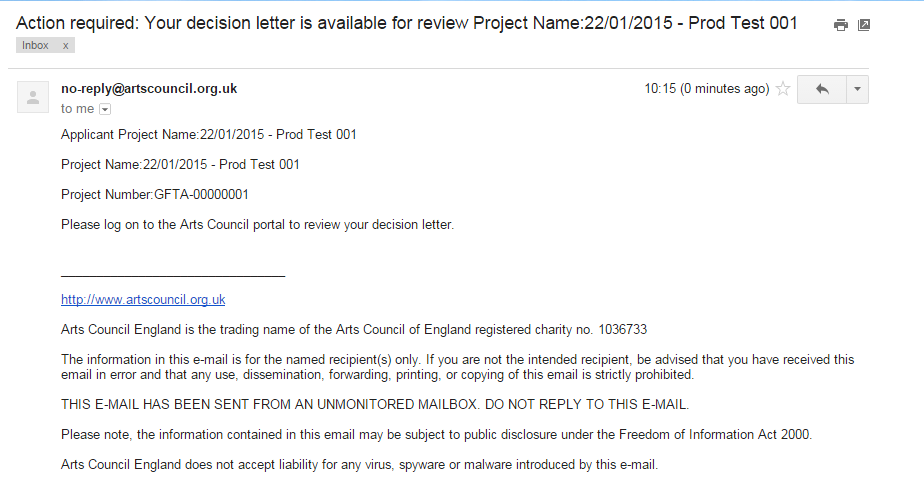 Action required: Your decision letter is available for review Project Name:22/01/2015 - Prod Test 001
Inbox x
no-reply@artscouncil.org.uk
10:15 (0 minutes ago)
to me
Applicant Project Name:22/01/2015 - Prod Test 001
Project Name:22/01/2015 - Prod Test 001
Project Number:GFTA-00000001
Please log on to the Arts Council portal to review your decision letter.
http://www.artscouncil.org.uk
Arts Council England is the trading name of the Arts Council of England registered charity no. 1036733
The information in this e-mail is for the named recipient(s) only. If you are not the intended recipient, be advised that you have received this
email in error and that any use, dissemination, forwarding, printing, or copying of this email is strictly prohibited.
THIS E-MAIL HAS BEEN SENT FROM AN UNMONITORED MAILBOX. DO NOT REPLY TO THIS E-MAIL.
Please note, the information contained in this email may be subject to public disclosure under the Freedom of Information Act 2000.
Arts Council England does not accept liability for any virus, spyware or malware introduced by this e-mail.